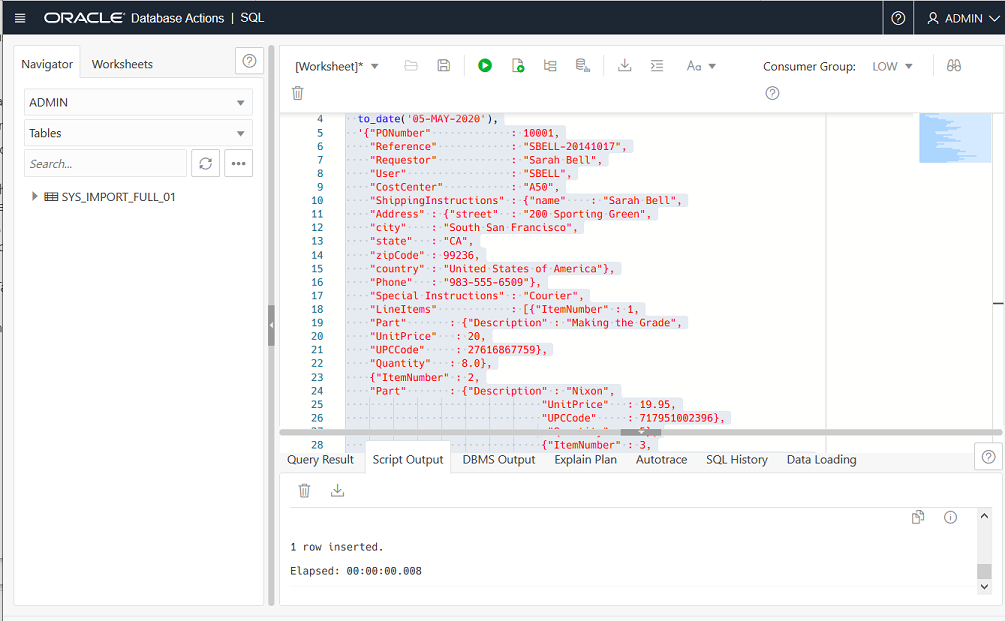 ORACLE Database Actions | SQL
ADMIN
Navigator
Worksheets
[Worksheet]*
Aa
Consumer Group: LOW
ADMIN
Tables
Search...
SYS_IMPORT_FULL_01
4 to_date('05-MAY-2020'),
5 '{"PONumber" : 10001,
6 "Reference" : "SBELL-20141017",
7 "Requestor" : "Sarah Bell",
8 "User" : "SBELL",
9 "CostCenter" : "A50",
10 "ShippingInstructions" : {"name" : "Sarah Bell",
11 "Address" : {"street" : "200 Sporting Green",
12 "city" : "South San Francisco",
13 "state" : "CA",
14 "zipCode" : 99236,
15 "country" : "United States of America"},
16 "Phone" : "983-555-6509"},
17 "Special Instructions" : "Courier",
18 "LineItems" : [{"ItemNumber" : 1,
19 "Part" : {"Description" : "Making the Grade",
20 "UnitPrice" : 20,
21 "UPCCode" : 27616867759},
22 "Quantity" : 8.0},
23 {"ItemNumber" : 2,
24 "Part" : {"Description" : "Nixon",
25 "UnitPrice" : 19.95,
26 "UPCCode" : 717951002396},
28 {"ItemNumber" : 3,
Query Result
Script Output
DBMS Output
Explain Plan
Autotrace
SQL History
Data Loading
1 row inserted.
Elapsed: 00:00:00.008